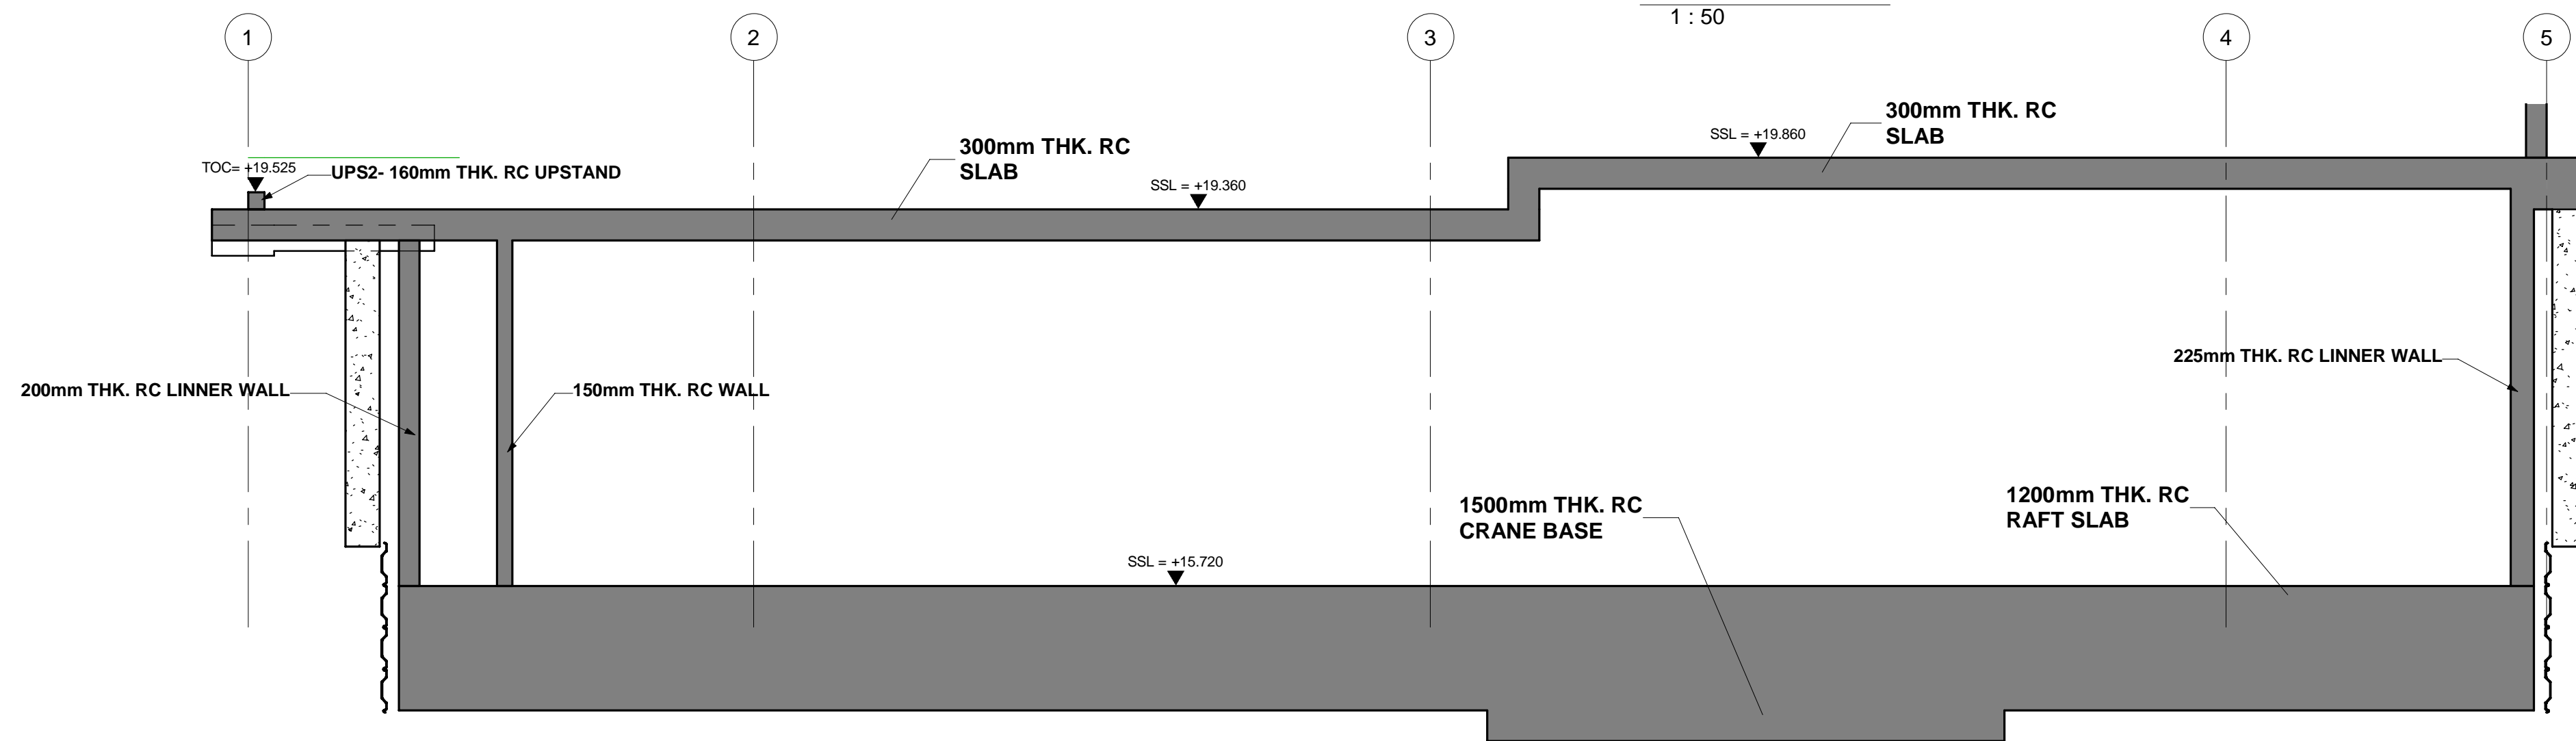 1 : 50
1
2
3
4
5
300mm THK. RC
SLAB
SSL = +19.860
300mm THK. RC
SLAB
TOC= +19.525
UPS2- 160mm THK. RC UPSTAND
SSL = +19.360
225mm THK. RC LINNER WALL
200mm THK. RC LINNER WALL
150mm THK. RC WALL
1500mm THK. RC
CRANE BASE
1200mm THK. RC
RAFT SLAB
SSL = +15.720